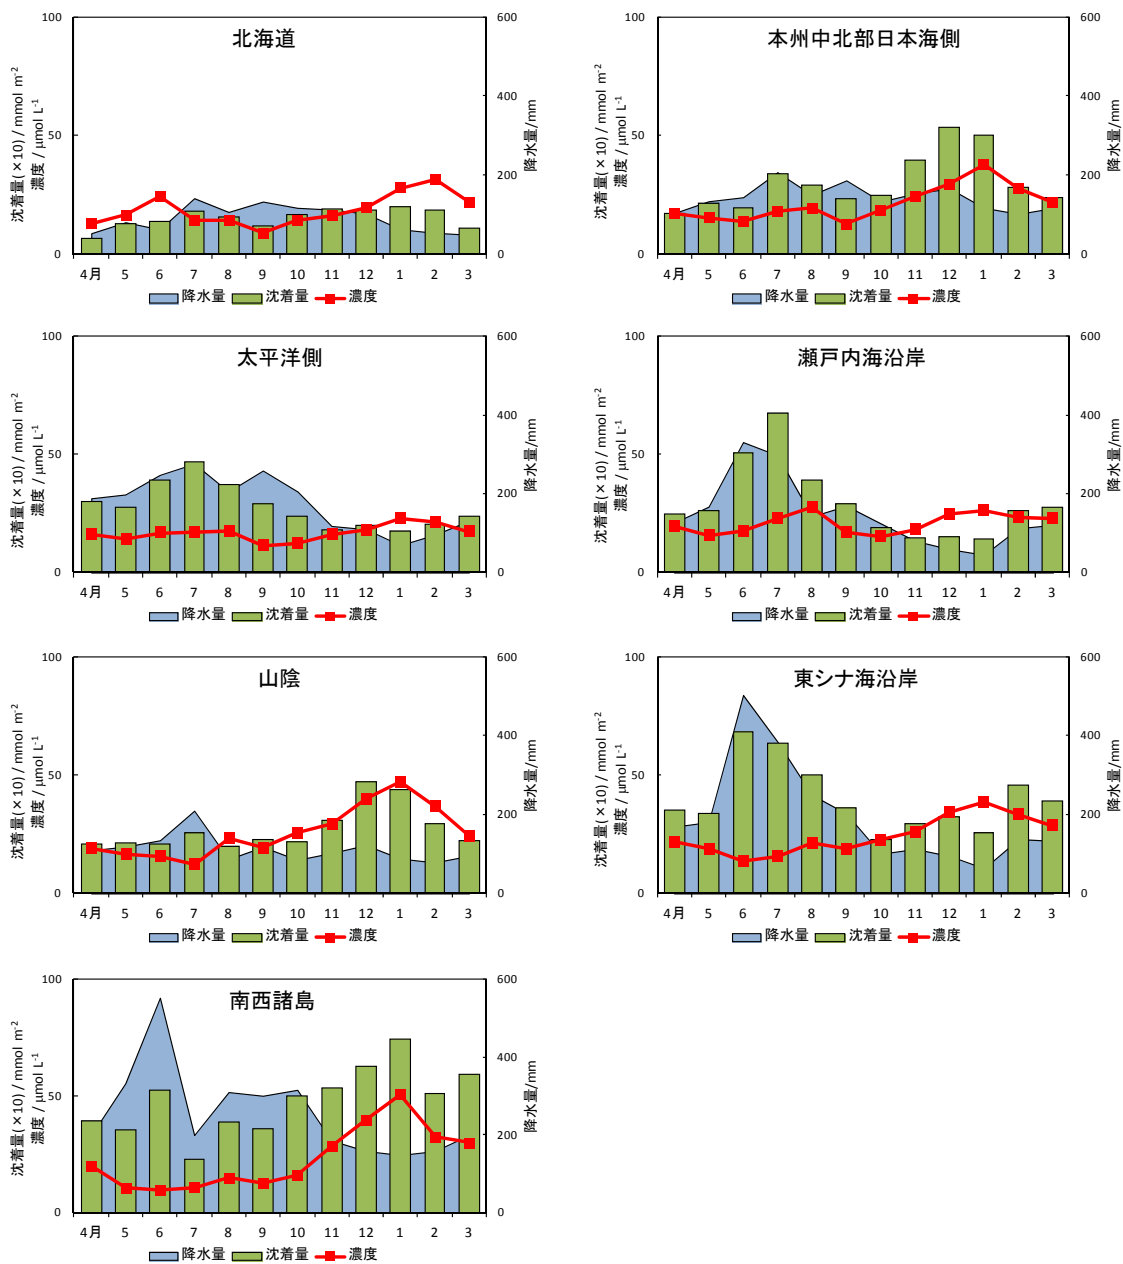 北海道
100
50
0
600
400
200
0
沈着量(×10) / mmol m⁻²
濃度 / μmol L⁻¹
降水量/mm
4月 5 6 7 8 9 10 11 12 1 2 3
降水量 沈着量 濃度
本州中北部日本海側
100
50
0
600
400
200
0
沈着量(×10) / mmol m⁻²
濃度 / μmol L⁻¹
降水量/mm
4月 5 6 7 8 9 10 11 12 1 2 3
降水量 沈着量 濃度
太平洋側
100
50
0
600
400
200
0
沈着量(×10) / mmol m⁻²
濃度 / μmol L⁻¹
降水量/mm
4月 5 6 7 8 9 10 11 12 1 2 3
降水量 沈着量 濃度
瀬戸内海沿岸
100
50
0
600
400
200
0
沈着量(×10) / mmol m⁻²
濃度 / μmol L⁻¹
降水量/mm
4月 5 6 7 8 9 10 11 12 1 2 3
降水量 沈着量 濃度
山陰
100
50
0
600
400
200
0
沈着量(×10) / mmol m⁻²
濃度 / μmol L⁻¹
降水量/mm
4月 5 6 7 8 9 10 11 12 1 2 3
降水量 沈着量 濃度
東シナ海沿岸
100
50
0
600
400
200
0
沈着量(×10) / mmol m⁻²
濃度 / μmol L⁻¹
降水量/mm
4月 5 6 7 8 9 10 11 12 1 2 3
降水量 沈着量 濃度
南西諸島
100
50
0
600
400
200
0
沈着量(×10) / mmol m⁻²
濃度 / μmol L⁻¹
降水量/mm
4月 5 6 7 8 9 10 11 12 1 2 3
降水量 沈着量 濃度